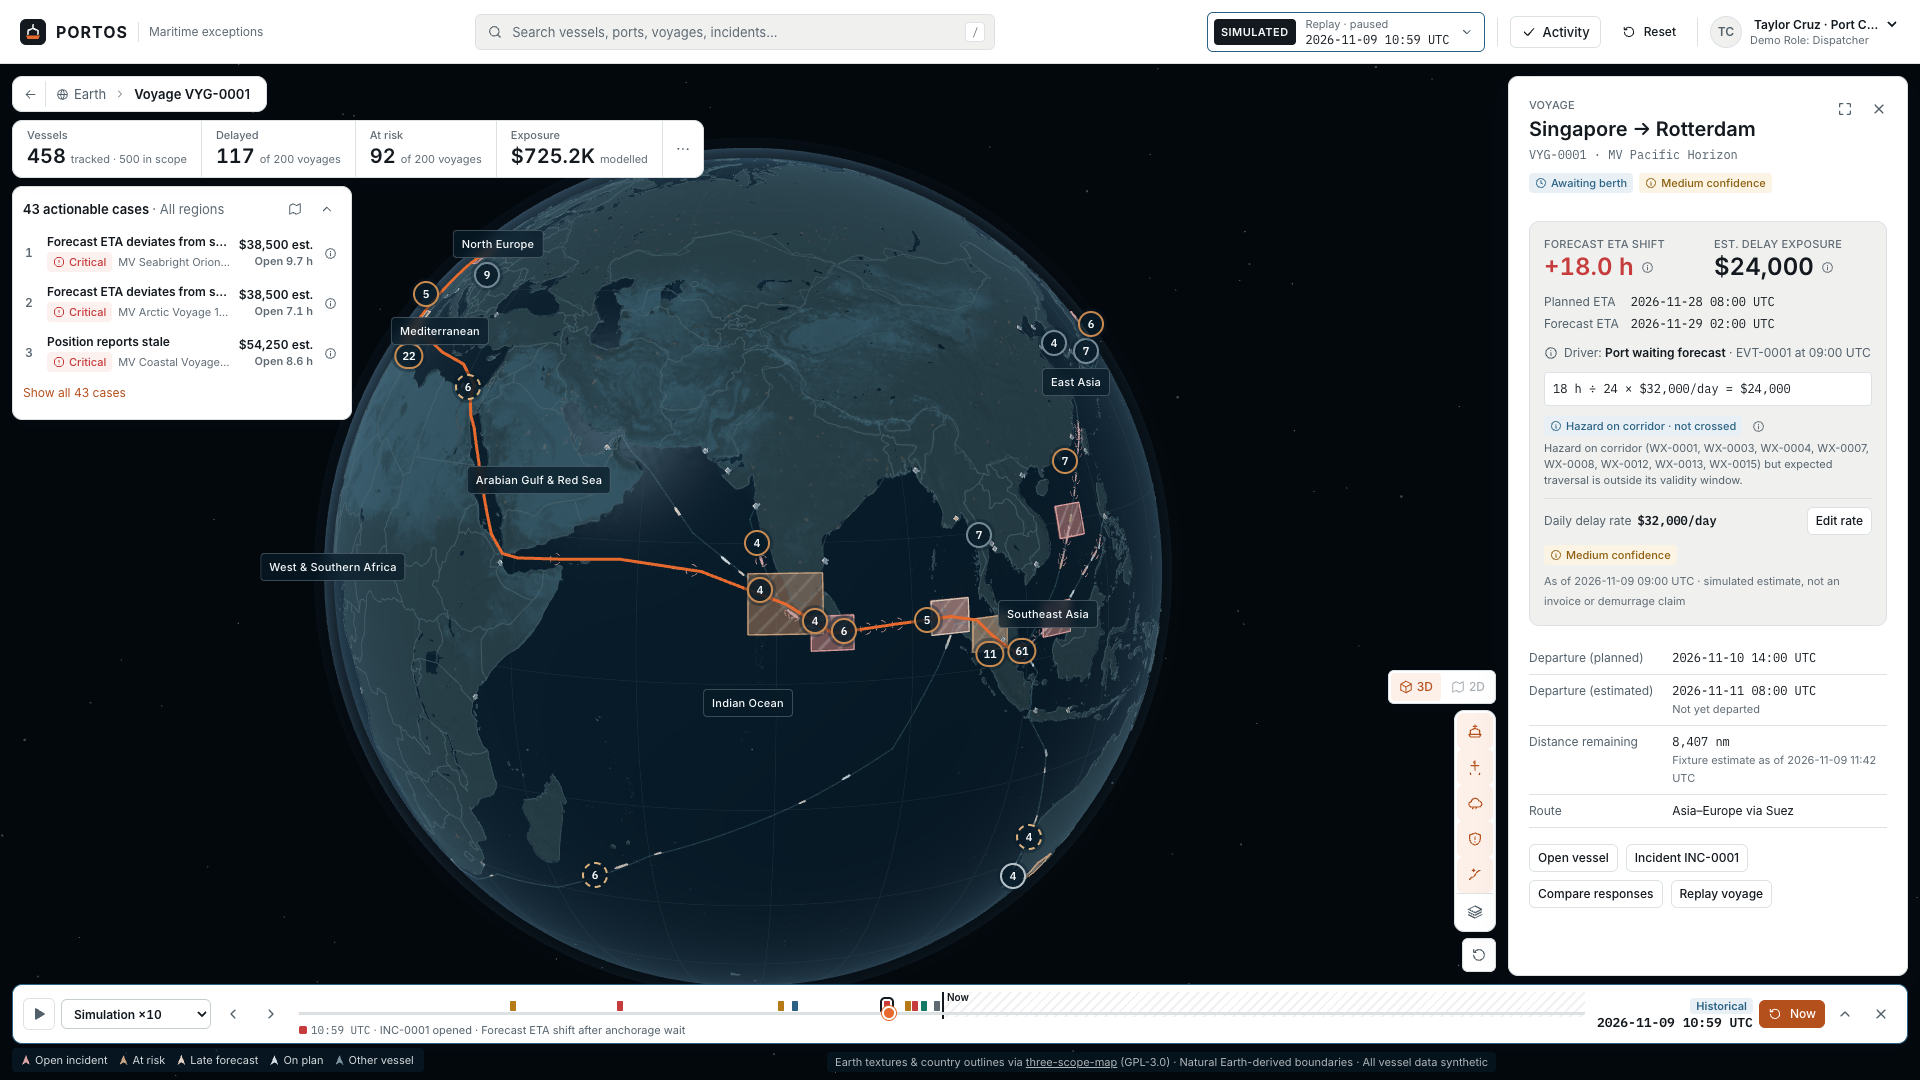 PORTOS
Maritime exceptions
Search vessels, ports, voyages, incidents...
/
SIMULATED
Replay · paused
2026-11-09 10:59 UTC
Activity
Reset
TC
Taylor Cruz · Port C...
Demo Role: Dispatcher
Earth
Voyage VYG-0001
Vessels
458 tracked · 500 in scope
Delayed
117 of 200 voyages
At risk
92 of 200 voyages
Exposure
$725.2K modelled
...
43 actionable cases · All regions
1
Forecast ETA deviates from s...
$38,500 est.
Critical
MV Seabright Orion...
Open 9.7 h
2
Forecast ETA deviates from s...
$38,500 est.
Critical
MV Arctic Voyage 1...
Open 7.1 h
3
Position reports stale
$54,250 est.
Critical
MV Coastal Voyage...
Open 8.6 h
Show all 43 cases
North Europe
9
5
Mediterranean
22
6
6
4
7
East Asia
7
Arabian Gulf & Red Sea
7
4
West & Southern Africa
4
4
6
5
Southeast Asia
11
61
Indian Ocean
4
6
4
3D
2D
VOYAGE
Singapore → Rotterdam
VYG-0001 · MV Pacific Horizon
Awaiting berth
Medium confidence
FORECAST ETA SHIFT
+18.0 h
EST. DELAY EXPOSURE
$24,000
Planned ETA 2026-11-28 08:00 UTC
Forecast ETA 2026-11-29 02:00 UTC
Driver: Port waiting forecast · EVT-0001 at 09:00 UTC
18 h ÷ 24 × $32,000/day = $24,000
Hazard on corridor · not crossed
Hazard on corridor (WX-0001, WX-0003, WX-0004, WX-0007,
WX-0008, WX-0012, WX-0013, WX-0015) but expected
traversal is outside its validity window.
Daily delay rate $32,000/day
Edit rate
Medium confidence
As of 2026-11-09 09:00 UTC · simulated estimate, not an
invoice or demurrage claim
Departure (planned) 2026-11-10 14:00 UTC
Departure (estimated) 2026-11-11 08:00 UTC
Not yet departed
Distance remaining 8,407 nm
Fixture estimate as of 2026-11-09 11:42
UTC
Route Asia–Europe via Suez
Open vessel
Incident INC-0001
Compare responses
Replay voyage
Simulation ×10
Now
10:59 UTC · INC-0001 opened · Forecast ETA shift after anchorage wait
Historical
2026-11-09 10:59 UTC
Now
Open incident
At risk
Late forecast
On plan
Other vessel
Earth textures & country outlines via three-scope-map (GPL-3.0) · Natural Earth-derived boundaries · All vessel data synthetic